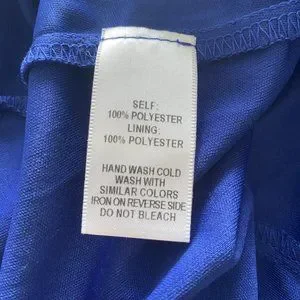 SELF:
100% POLYESTER
LINING:
100% POLYESTER
HAND WASH COLD
WASH WITH
SIMILAR COLORS
IRON ON REVERSE SIDE
DO NOT BLEACH